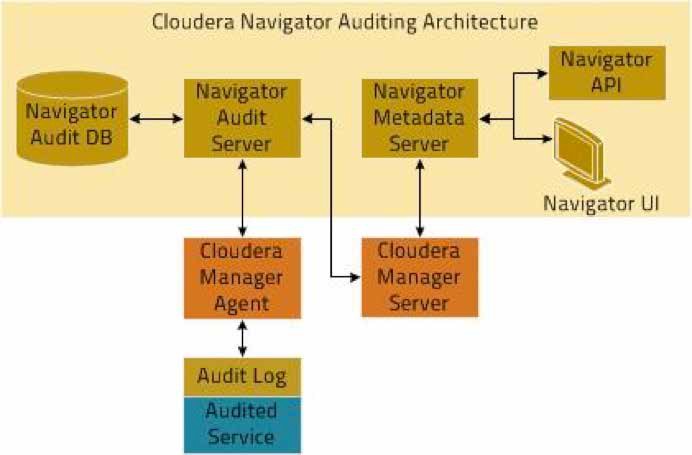 Cloudera Navigator Auditing Architecture
Navigator
Audit DB
Navigator
Audit
Server
Navigator
Metadata
Server
Navigator
API
Navigator UI
Cloudera
Manager
Agent
Cloudera
Manager
Server
Audit Log
Audited
Service